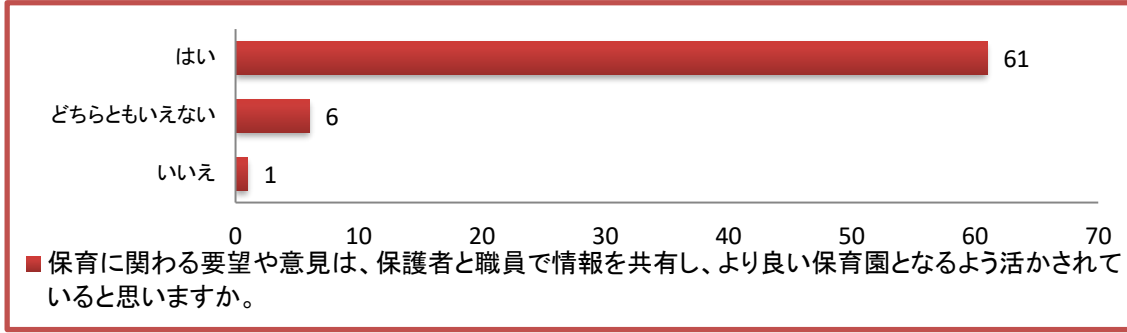 はい 61
どちらともいえない 6
いいえ 1
0 10 20 30 40 50 60 70
保育に関わる要望や意見は、保護者と職員で情報を共有し、より良い保育園となるよう活かされて
いると思いますか。